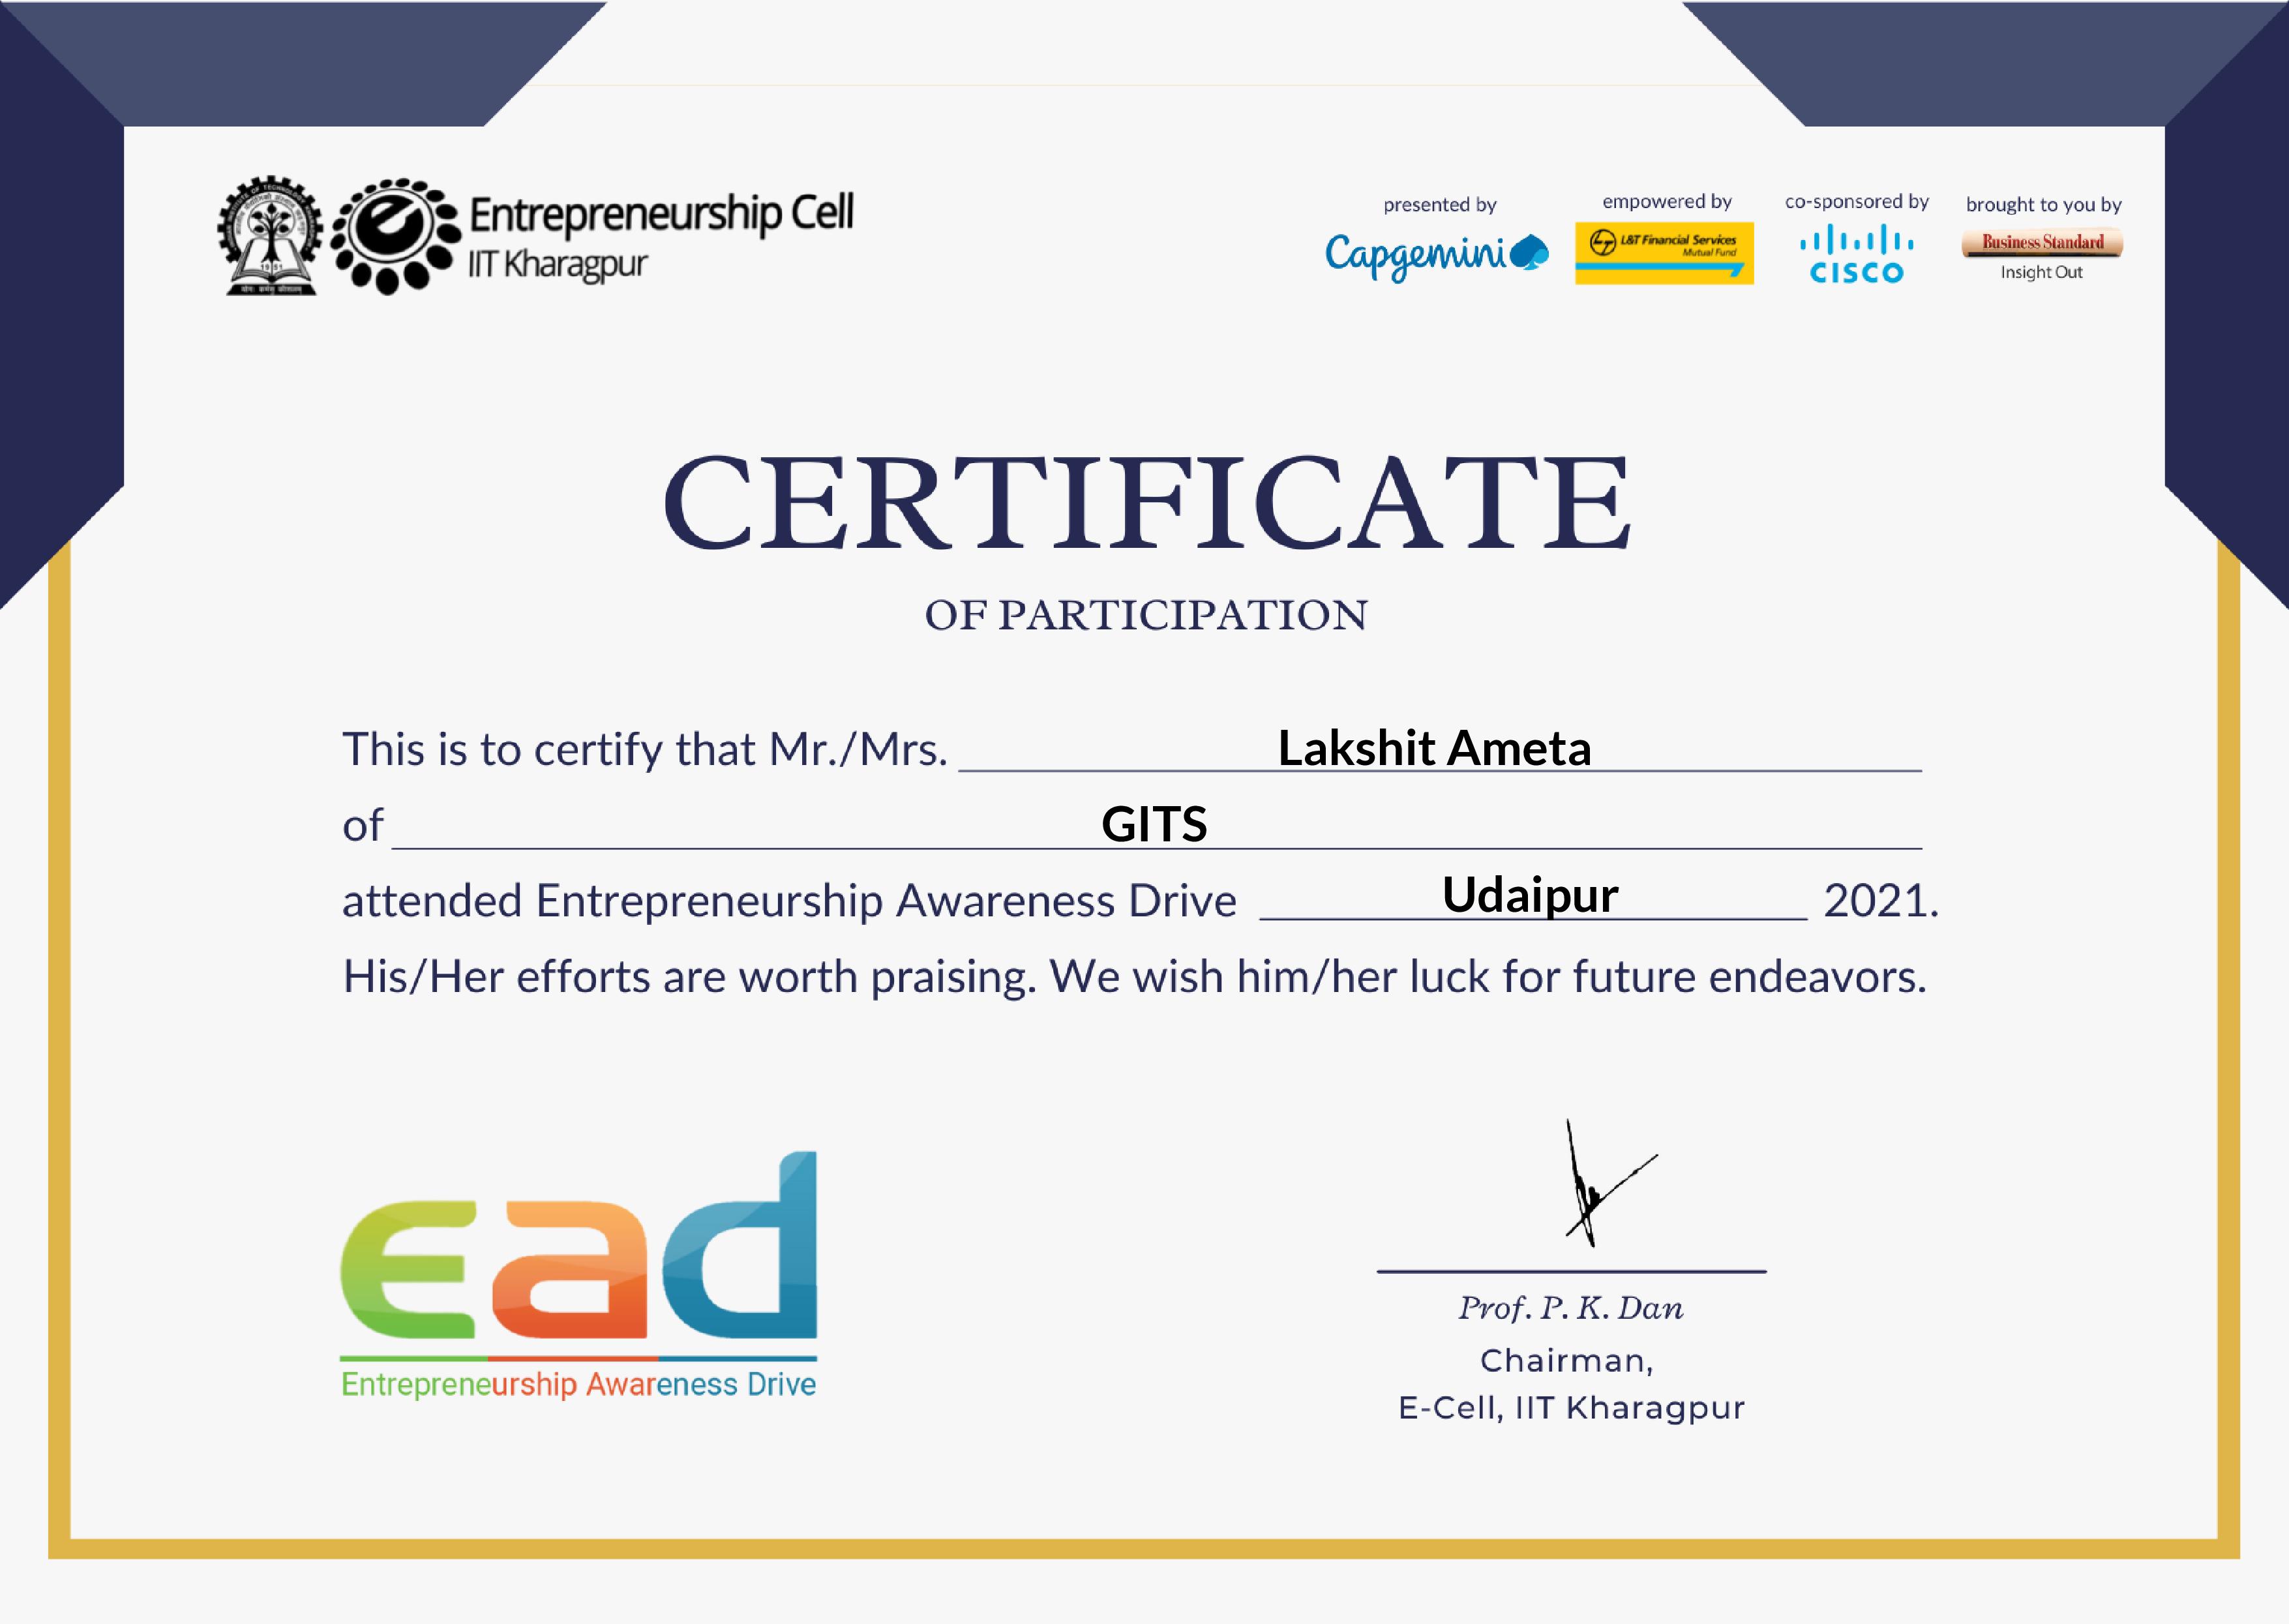 Entrepreneurship Cell
IIT Kharagpur
1951
presented by
Capgemini
empowered by
L&T Financial Services
Mutual Fund
co-sponsored by
CISCO
brought to you by
Business Standard
Insight Out
CERTIFICATE
OF PARTICIPATION
This is to certify that Mr./Mrs. Lakshit Ameta
of GITS
attended Entrepreneurship Awareness Drive Udaipur 2021.
His/Her efforts are worth praising. We wish him/her luck for future endeavors.
ead
Entrepreneurship Awareness Drive
Prof. P. K. Dan
Chairman,
E-Cell, IIT Kharagpur